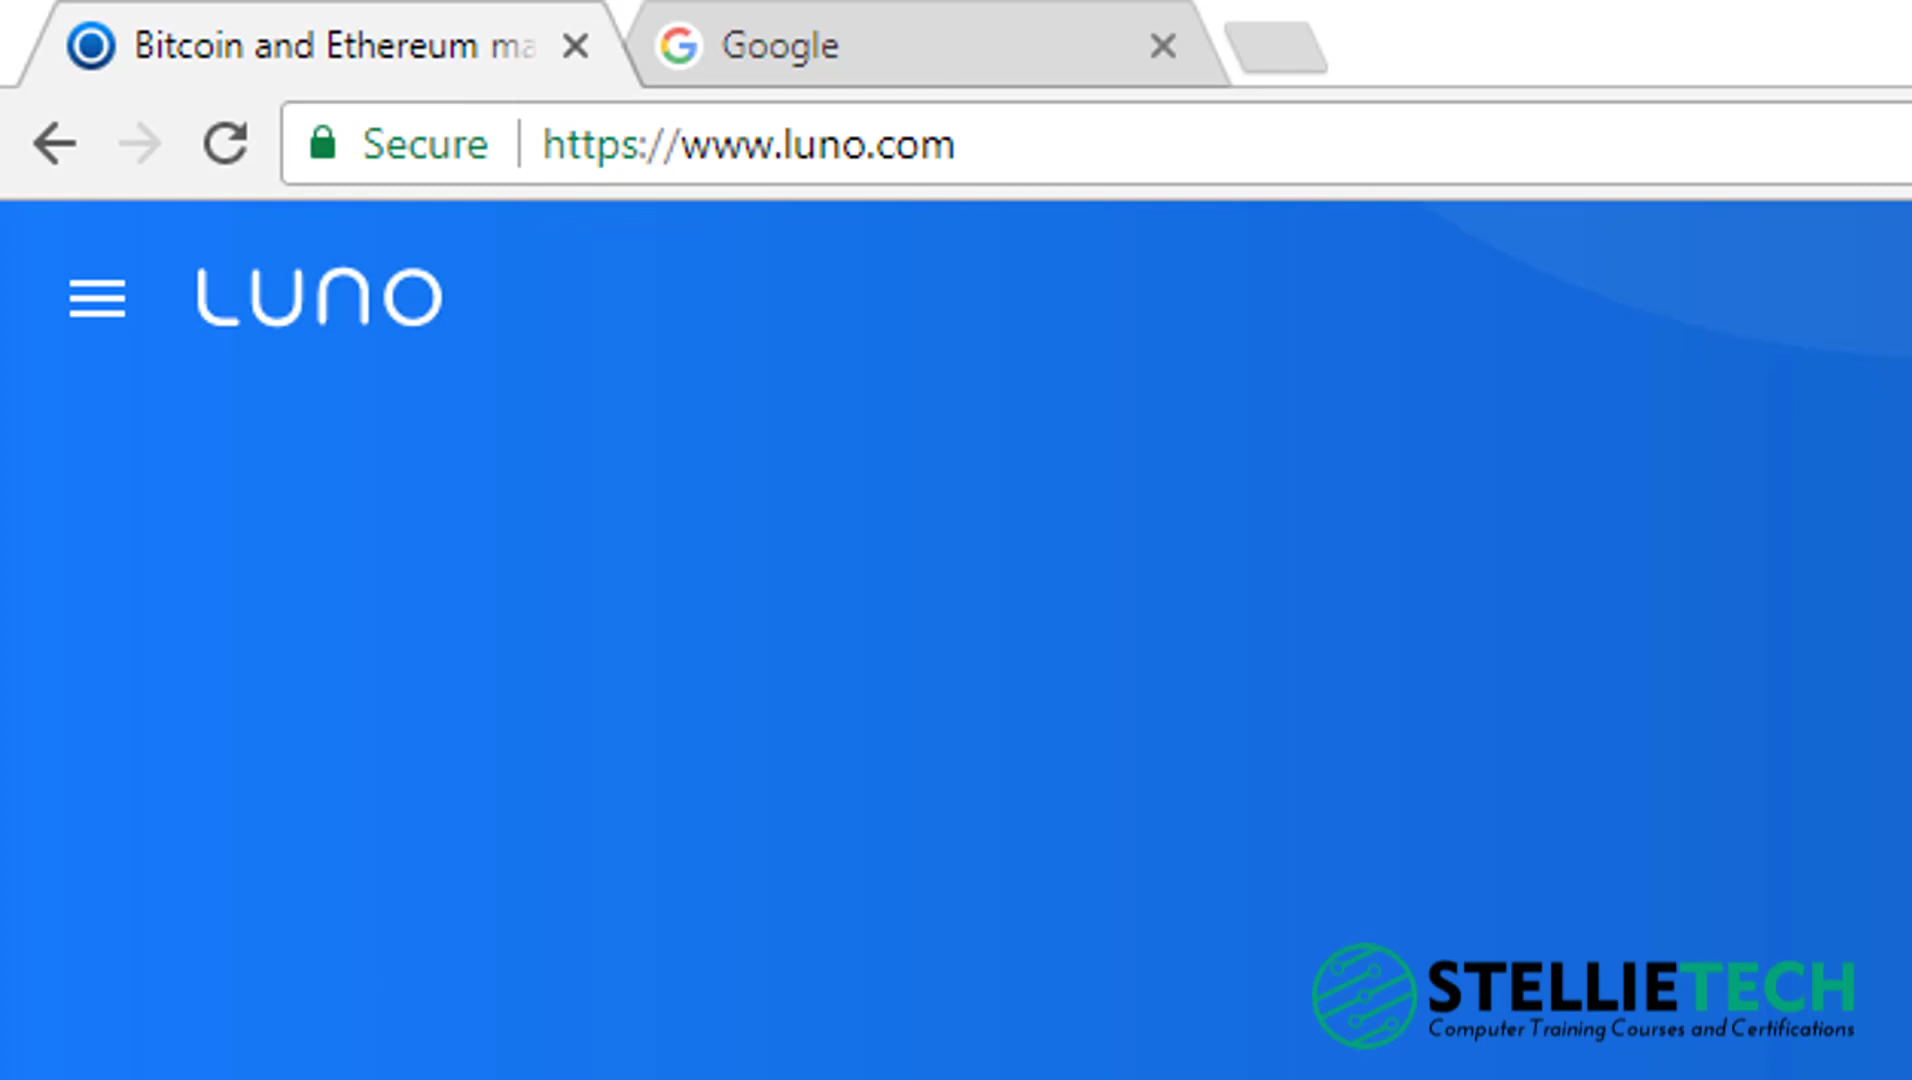 Bitcoin and Ethereum ma
Google
Secure
https://www.luno.com
LUNO
STELLIETECH
Computer Training Courses and Certifications